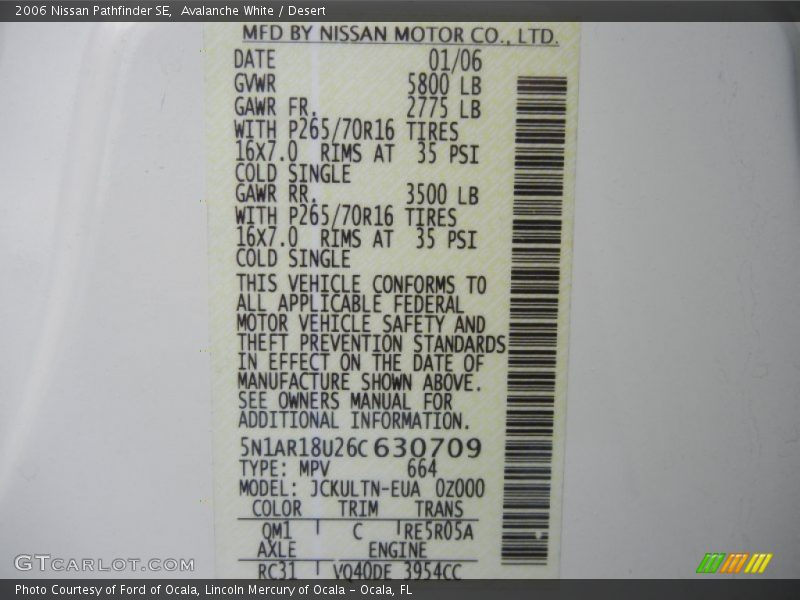 2006 Nissan Pathfinder SE,  Avalanche White / Desert
MFD BY NISSAN MOTOR CO., LTD.
DATE 01/06
GVWR 5800 LB
GAWR FR. 2775 LB
WITH P265/70R16 TIRES
16X7.0 RIMS AT 35 PSI
COLD SINGLE
GAWR RR. 3500 LB
WITH P265/70R16 TIRES
16X7.0 RIMS AT 35 PSI
COLD SINGLE
THIS VEHICLE CONFORMS TO
ALL APPLICABLE FEDERAL
MOTOR VEHICLE SAFETY AND
THEFT PREVENTION STANDARDS
IN EFFECT ON THE DATE OF
MANUFACTURE SHOWN ABOVE.
SEE OWNERS MANUAL FOR
ADDITIONAL INFORMATION.
5N1AR18U26C630709
TYPE: MPV 664
MODEL: JCKULTN-EUA 0Z000
COLOR TRIM TRANS
QM1 C RE5R05A
AXLE ENGINE
RC31 VQ40DE 3954CC
GTCARCOT.COM
Photo Courtesy of Ford of Ocala, Lincoln Mercury of Ocala - Ocala, FL